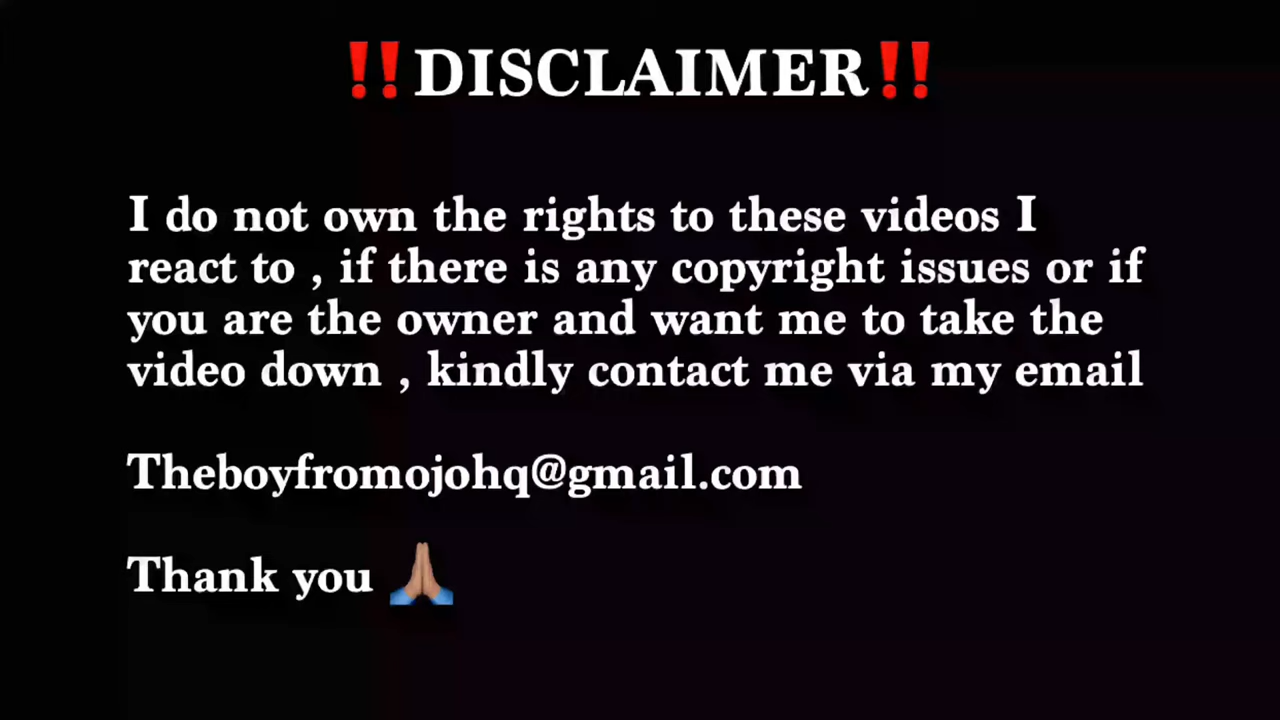 ‼️DISCLAIMER‼️
I do not own the rights to these videos I
react to , if there is any copyright issues or if
you are the owner and want me to take the
video down , kindly contact me via my email
Theboyfromojohq@gmail.com
Thank you 🙏🏽